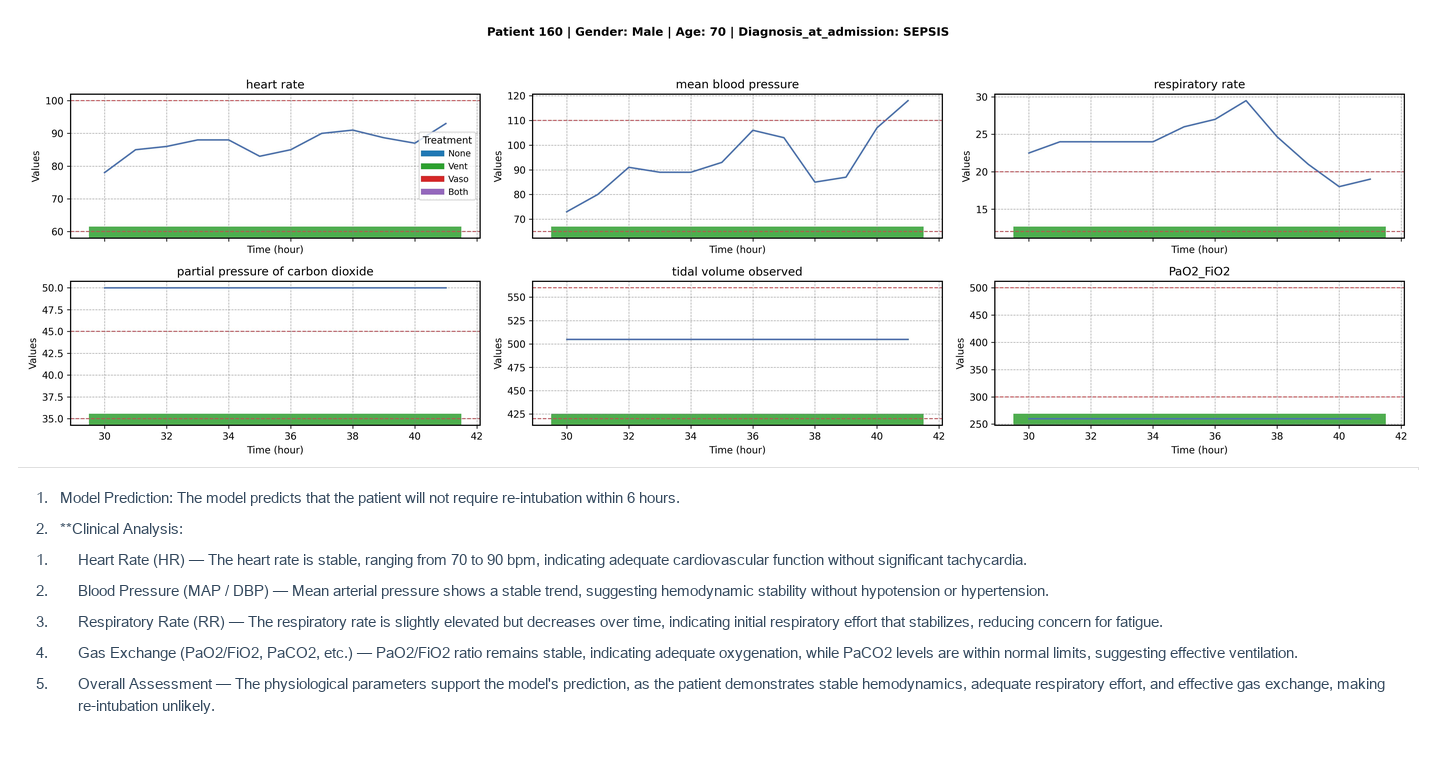 Patient 160 | Gender: Male | Age: 70 | Diagnosis_at_admission: SEPSIS
heart rate
100
90
80
70
60
Values
Time (hour)
Treatment
None
Vent
Vaso
Both
mean blood pressure
120
110
100
90
80
70
Values
Time (hour)
respiratory rate
30
25
20
15
Values
Time (hour)
partial pressure of carbon dioxide
50.0
47.5
45.0
42.5
40.0
37.5
35.0
Values
30 32 34 36 38 40 42
Time (hour)
tidal volume observed
550
525
500
475
450
425
Values
30 32 34 36 38 40 42
Time (hour)
PaO2_FiO2
500
450
400
350
300
250
Values
30 32 34 36 38 40 42
Time (hour)
1. Model Prediction: The model predicts that the patient will not require re-intubation within 6 hours.
2. **Clinical Analysis:
1. Heart Rate (HR) — The heart rate is stable, ranging from 70 to 90 bpm, indicating adequate cardiovascular function without significant tachycardia.
2. Blood Pressure (MAP / DBP) — Mean arterial pressure shows a stable trend, suggesting hemodynamic stability without hypotension or hypertension.
3. Respiratory Rate (RR) — The respiratory rate is slightly elevated but decreases over time, indicating initial respiratory effort that stabilizes, reducing concern for fatigue.
4. Gas Exchange (PaO2/FiO2, PaCO2, etc.) — PaO2/FiO2 ratio remains stable, indicating adequate oxygenation, while PaCO2 levels are within normal limits, suggesting effective ventilation.
5. Overall Assessment — The physiological parameters support the model's prediction, as the patient demonstrates stable hemodynamics, adequate respiratory effort, and effective gas exchange, making
re-intubation unlikely.